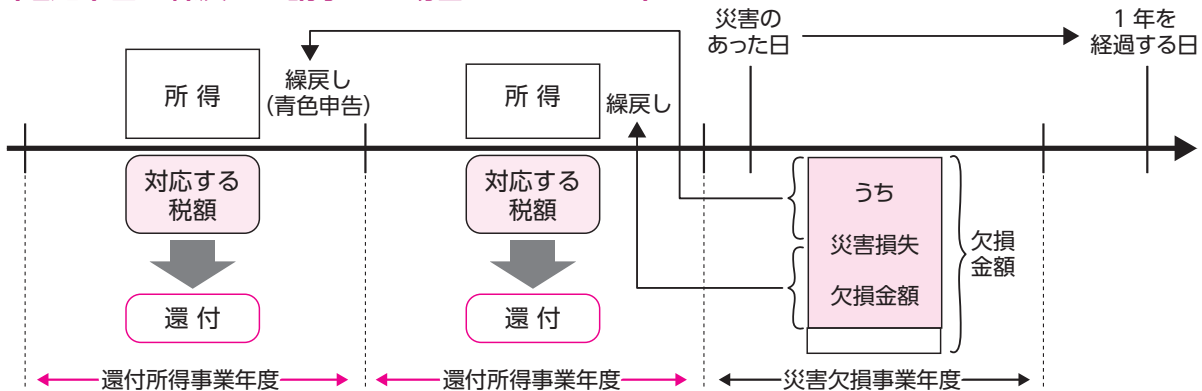 災害の
あった日
1年を
経過する日
所得
繰戻し
(青色申告)
所得
繰戻し
対応する
税額
対応する
税額
うち
災害損失
欠損金額
欠損
金額
還付
還付
還付所得事業年度
還付所得事業年度
災害欠損事業年度